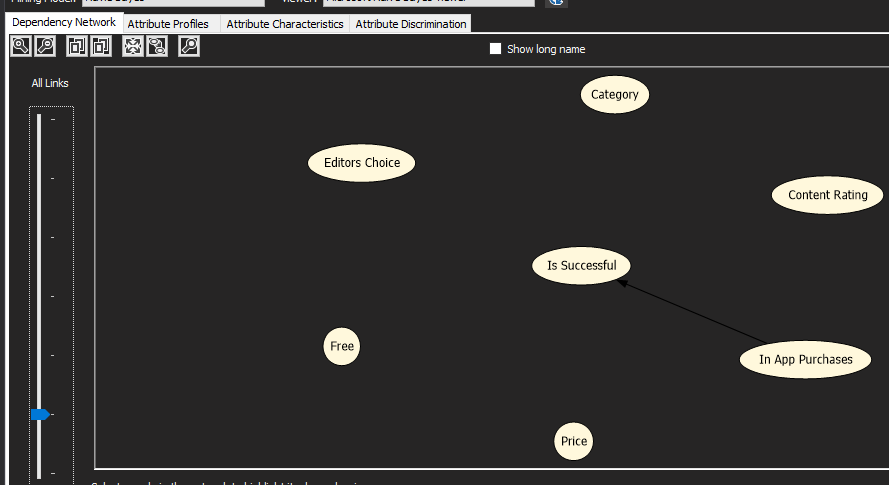 Dependency Network Attribute Profiles Attribute Characteristics Attribute Discrimination
Show long name
All Links
Category
Editors Choice
Content Rating
Is Successful
Free
In App Purchases
Price